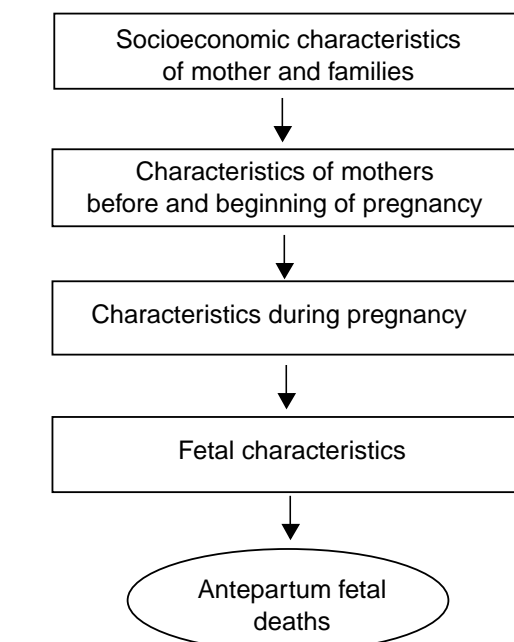 Socioeconomic characteristics
of mother and families
Characteristics of mothers
before and beginning of pregnancy
Characteristics during pregnancy
Fetal characteristics
Antepartum fetal
deaths